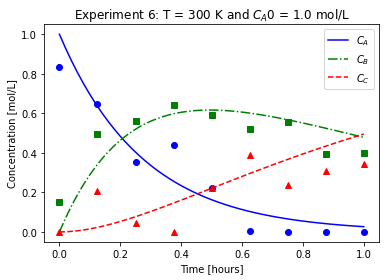 Experiment 6: T = 300 K and C_A0 = 1.0 mol/L
C_A
C_B
C_C
Concentration [mol/L]
1.0
0.8
0.6
0.4
0.2
0.0
0.0 0.2 0.4 0.6 0.8 1.0
Time [hours]